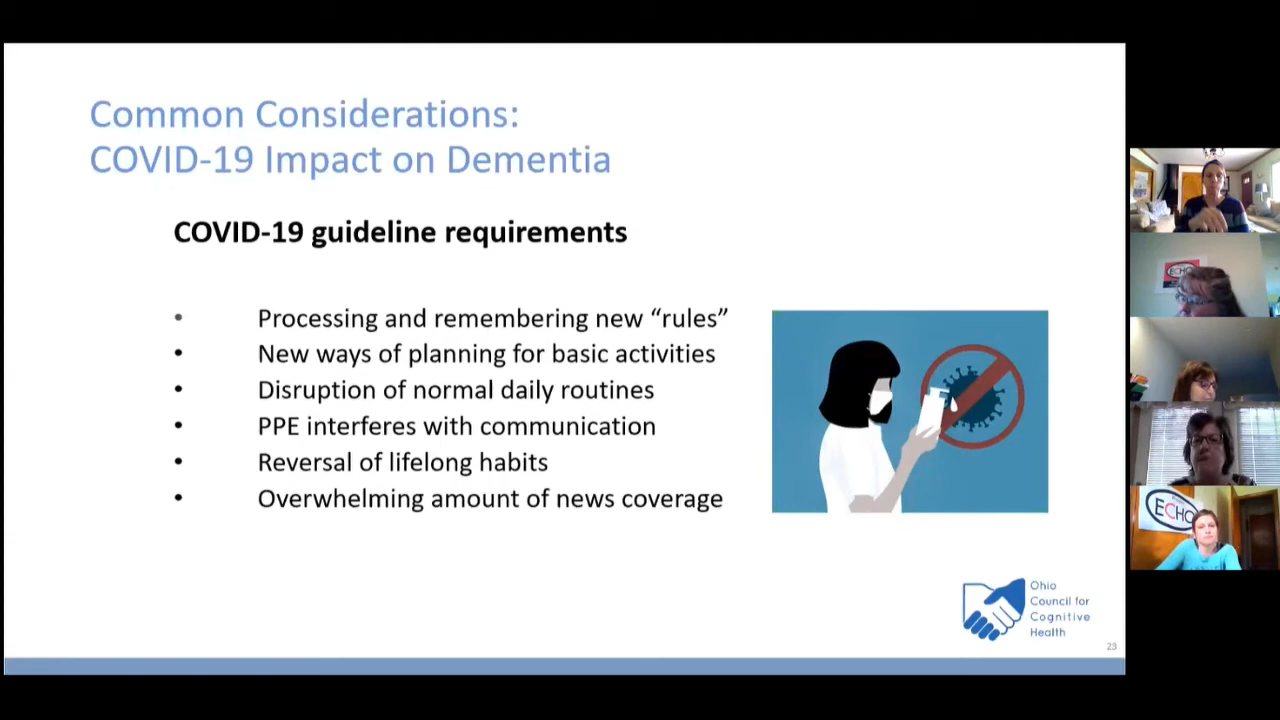 Common Considerations:
COVID-19 Impact on Dementia
COVID-19 guideline requirements
• Processing and remembering new “rules”
• New ways of planning for basic activities
• Disruption of normal daily routines
• PPE interferes with communication
• Reversal of lifelong habits
• Overwhelming amount of news coverage
Ohio
Council for
Cognitive
Health
23
ECHO
ECHO